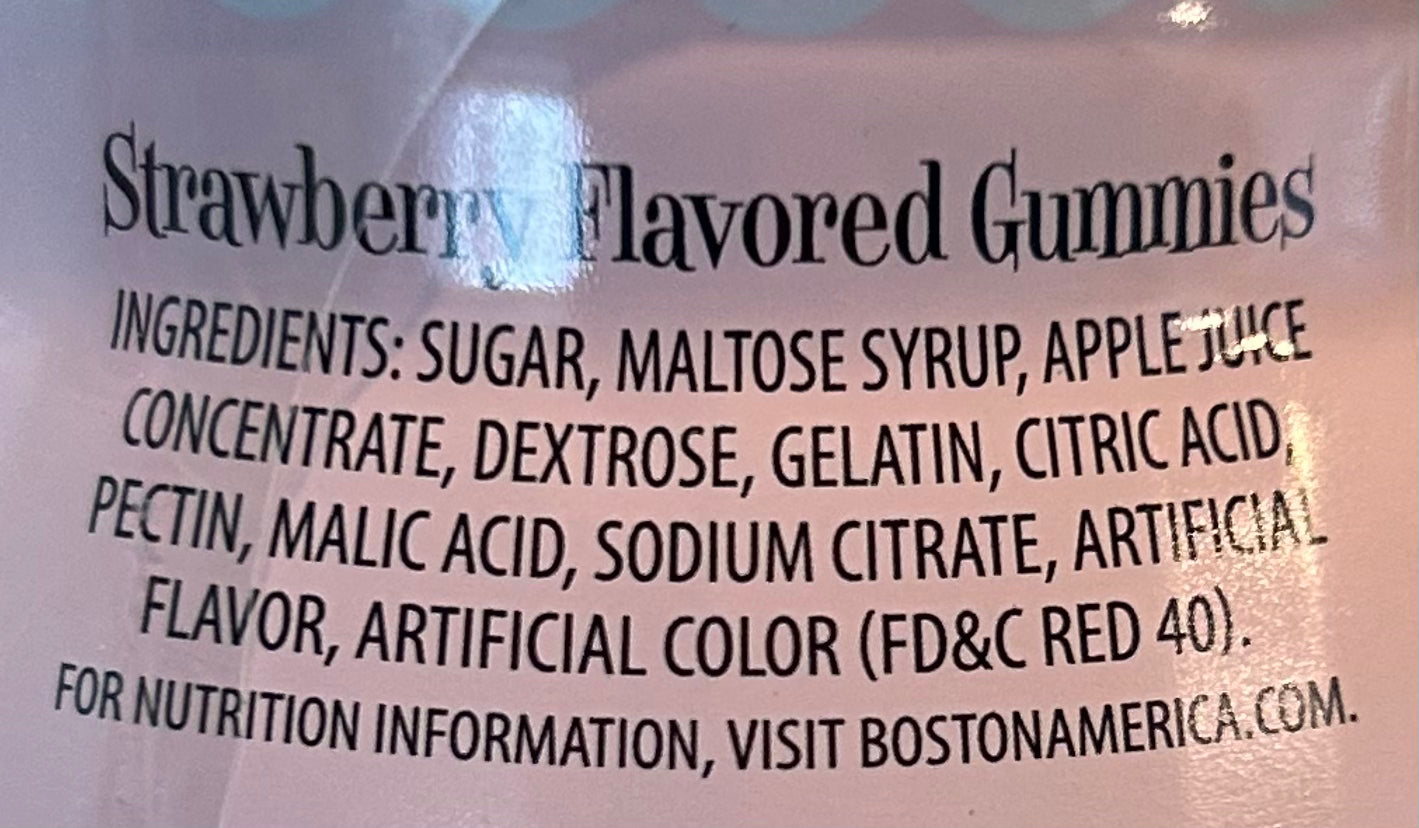 Strawberry Flavored Gummies
INGREDIENTS: SUGAR, MALTOSE SYRUP, APPLE JUICE
CONCENTRATE, DEXTROSE, GELATIN, CITRIC ACID,
PECTIN, MALIC ACID, SODIUM CITRATE, ARTIFICIAL
FLAVOR, ARTIFICIAL COLOR (FD&C RED 40).
FOR NUTRITION INFORMATION, VISIT BOSTONAMERICA.COM.